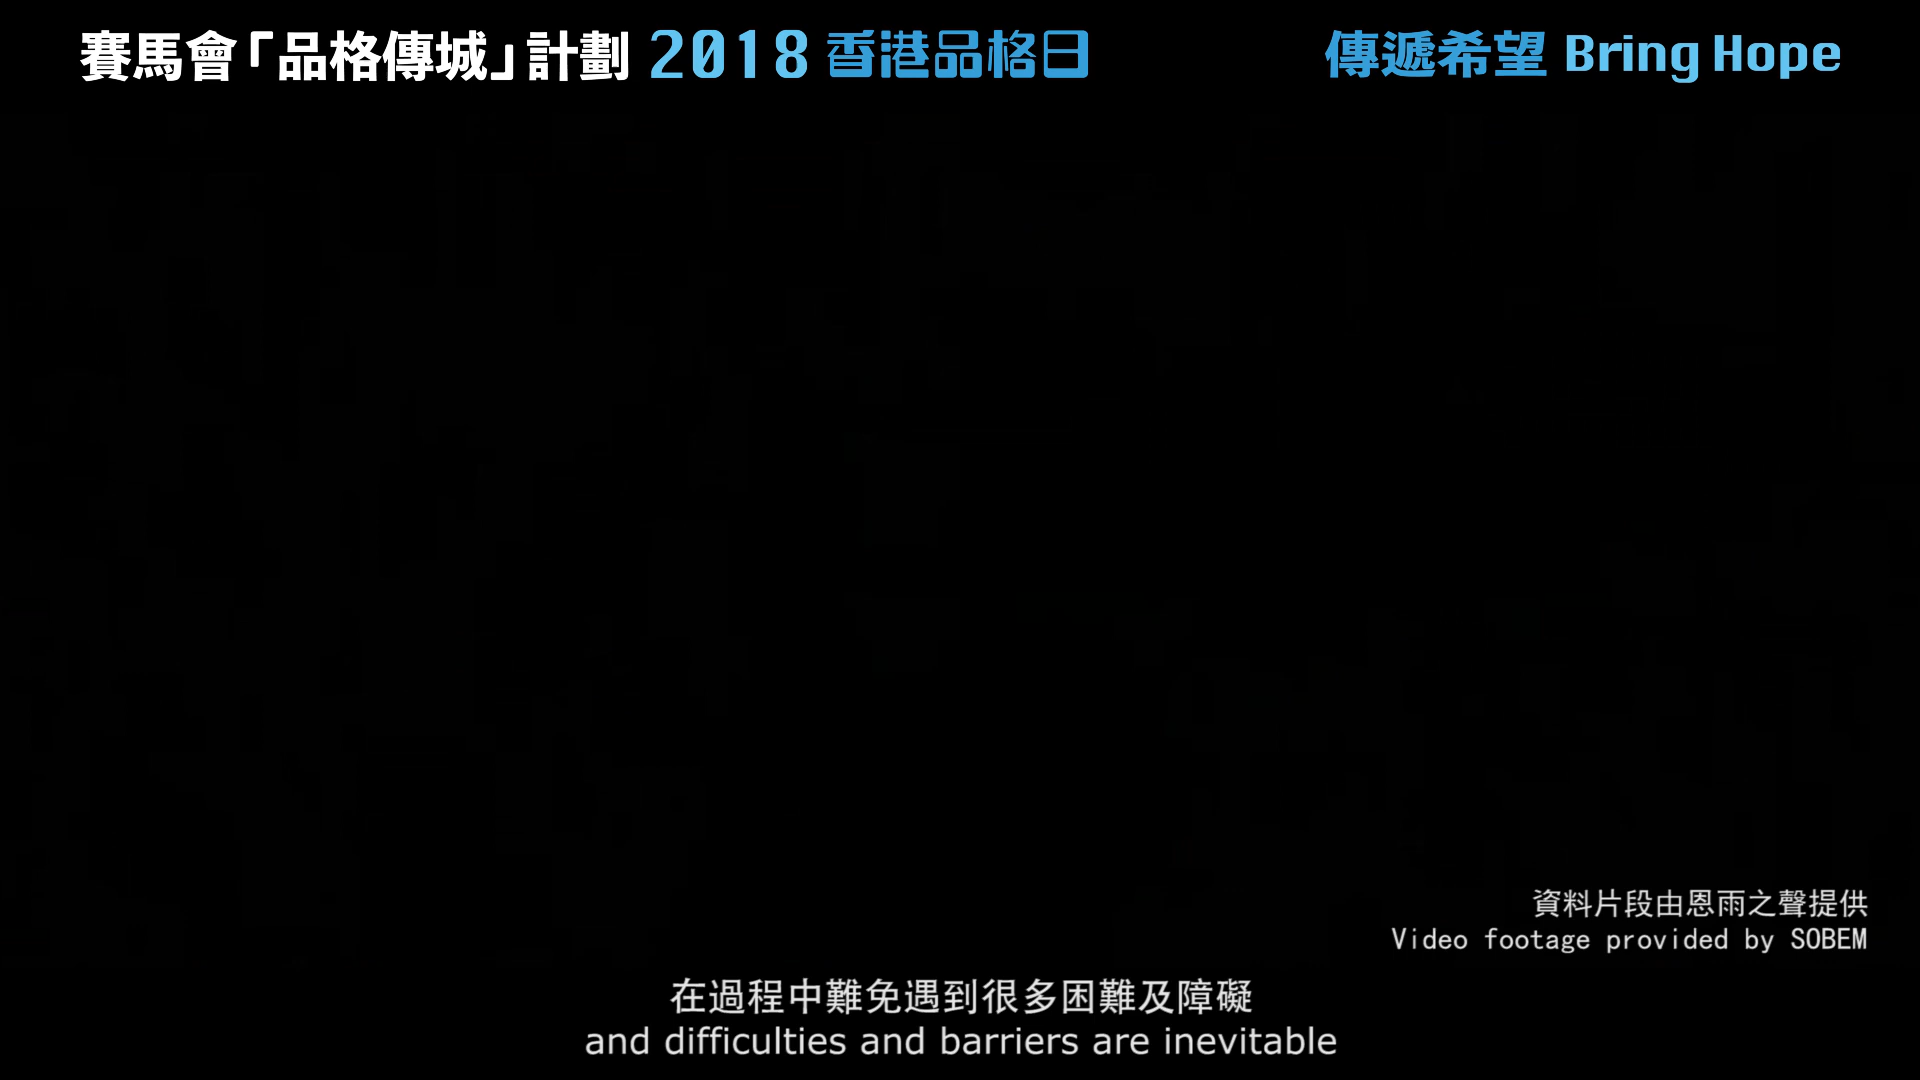 賽馬會「品格傳城」計劃 2018 香港品格日
傳遞希望 Bring Hope
資料片段由恩雨之聲提供
Video footage provided by SOBEM
在過程中難免遇到很多困難及障礙
and difficulties and barriers are inevitable